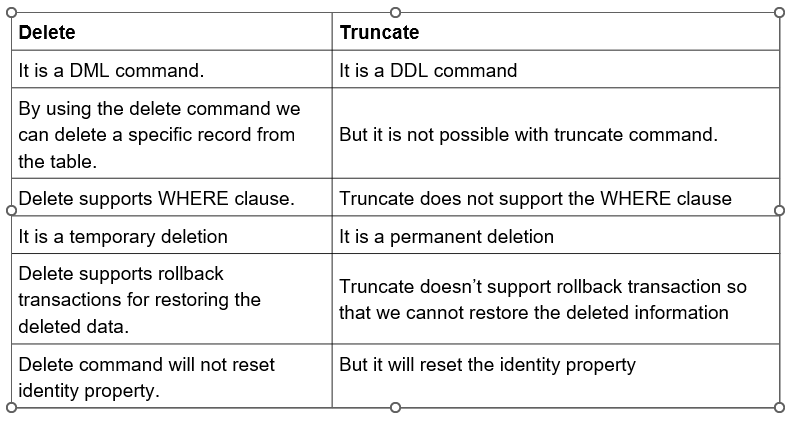 Delete
Truncate
It is a DML command.
It is a DDL command
By using the delete command we
can delete a specific record from
the table.
But it is not possible with truncate command.
Delete supports WHERE clause.
Truncate does not support the WHERE clause
It is a temporary deletion
It is a permanent deletion
Delete supports rollback
transactions for restoring the
deleted data.
Truncate doesn’t support rollback transaction so
that we cannot restore the deleted information
Delete command will not reset
identity property.
But it will reset the identity property